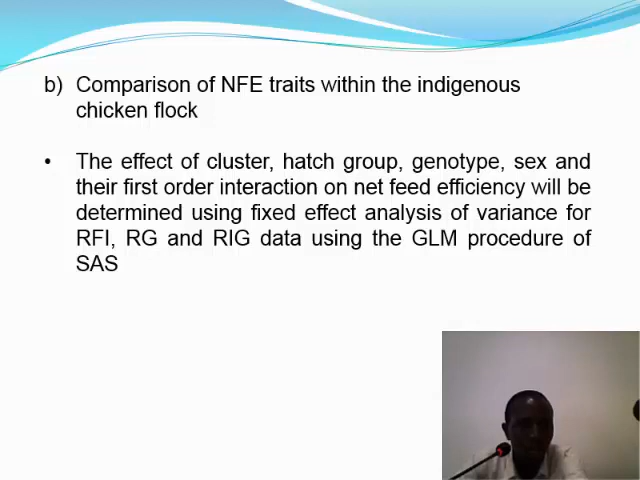 b) Comparison of NFE traits within the indigenous
chicken flock
• The effect of cluster, hatch group, genotype, sex and
their first order interaction on net feed efficiency will be
determined using fixed effect analysis of variance for
RFI, RG and RIG data using the GLM procedure of
SAS